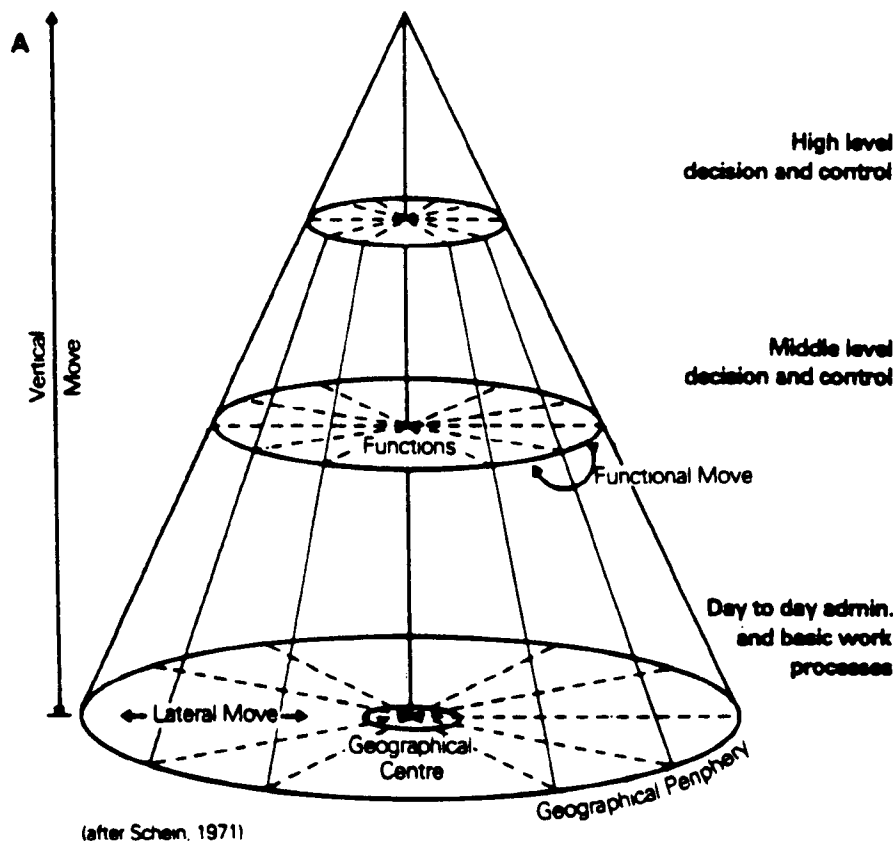 A
High level
decision and control
Vertical
Move
Middle level
decision and control
Functions
Functional Move
Day to day admin.
and basic work
processes
Lateral Move
Geographical
Centre
Geographical Periphery
(after Schein, 1971)